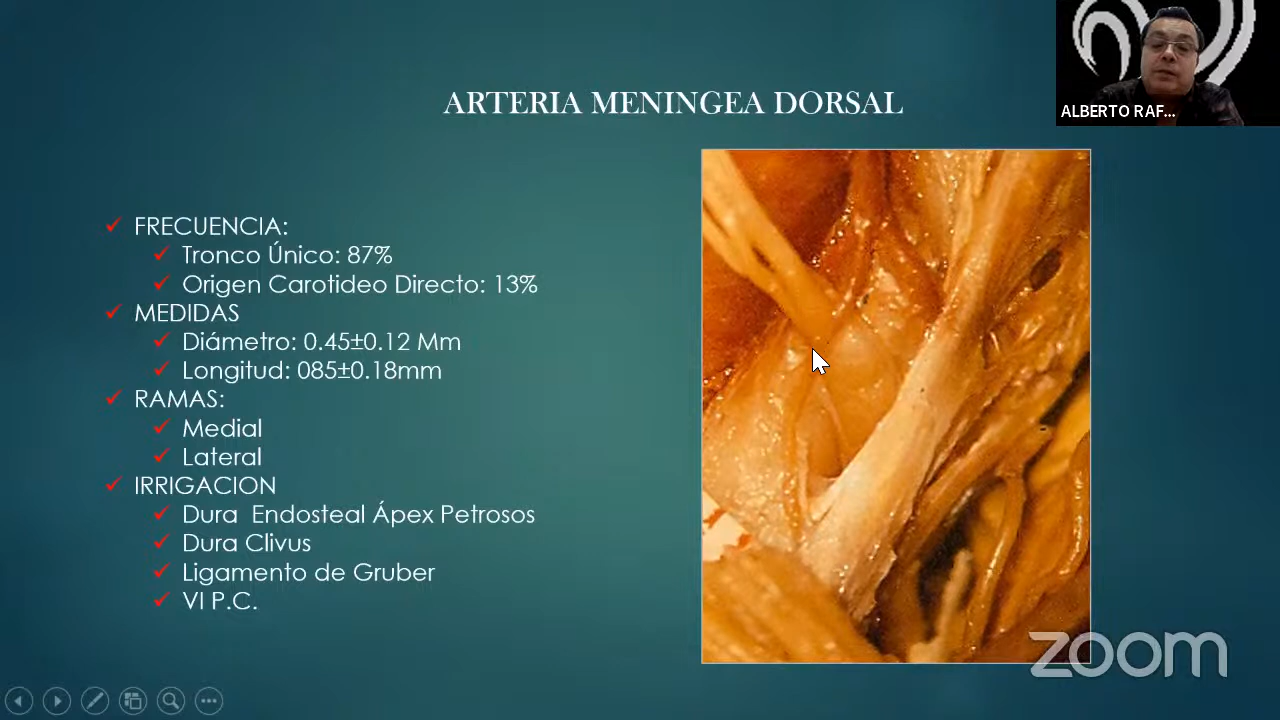 ALBERTO RAF...
ARTERIA MENINGEA DORSAL
FRECUENCIA:
Tronco Único: 87%
Origen Carotideo Directo: 13%
MEDIDAS
Diámetro: 0.45±0.12 Mm
Longitud: 085±0.18mm
RAMAS:
Medial
Lateral
IRRIGACION
Dura Endosteal Ápex Petrosos
Dura Clivus
Ligamento de Gruber
VI P.C.
zoom